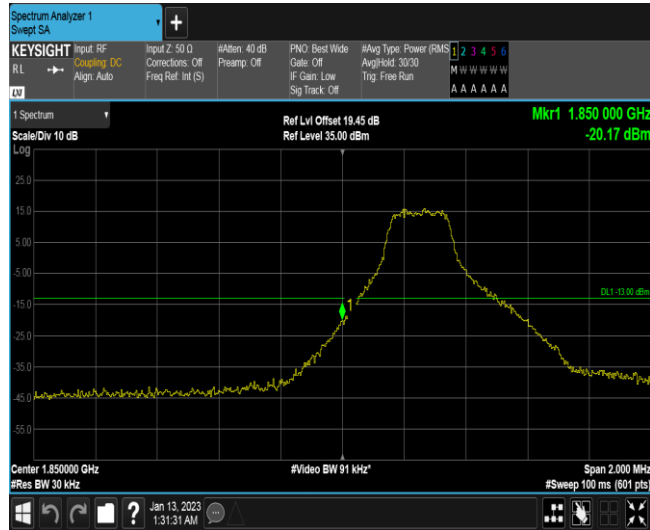 Spectrum Analyzer 1
Swept SA
+
KEYSIGHT
RL
LXI
Input: RF
Coupling: DC
Align: Auto
Input Z: 50 Ω
Corrections: Off
Freq Ref: Int (S)
#Atten: 40 dB
Preamp: Off
PNO: Best Wide
Gate: Off
IF Gain: Low
Sig Track: Off
#Avg Type: Power (RMS
Avg|Hold: 30/30
Trig: Free Run
1 2 3 4 5 6
M W W W W W
A A A A A A
1 Spectrum
Scale/Div 10 dB
Ref Lvl Offset 19.45 dB
Ref Level 35.00 dBm
Mkr1 1.850 000 GHz
-20.17 dBm
Log
25.0
15.0
5.00
-5.00
-15.0
-25.0
-35.0
-45.0
-55.0
1
DL1 -13.00 dBm
Center 1.850000 GHz
#Res BW 30 kHz
#Video BW 91 kHz*
Span 2.000 MHz
#Sweep 100 ms (601 pts)
?
Jan 13, 2023
1:31:31 AM